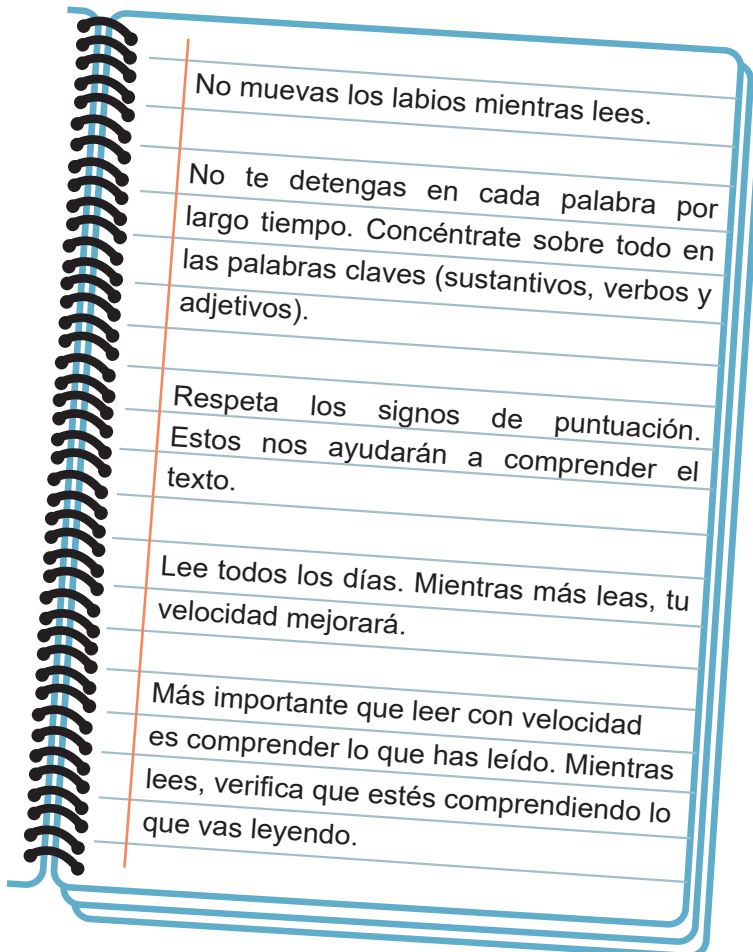 No muevas los labios mientras lees.
No te detengas en cada palabra por
largo tiempo. Concéntrate sobre todo en
las palabras claves (sustantivos, verbos y
adjetivos).
Respeta los signos de puntuación.
Estos nos ayudarán a comprender el
texto.
Lee todos los días. Mientras más leas, tu
velocidad mejorará.
Más importante que leer con velocidad
es comprender lo que has leído. Mientras
lees, verifica que estés comprendiendo lo
que vas leyendo.